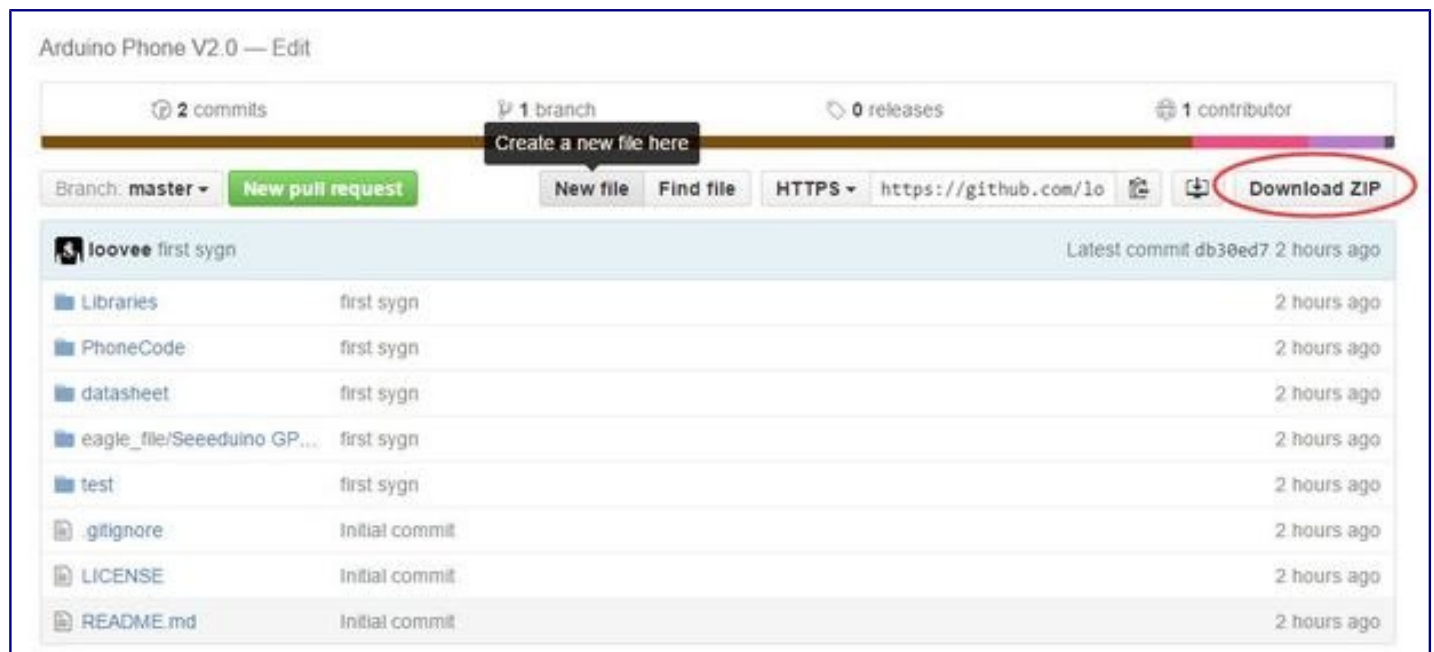 Arduino Phone V2.0 — Edit
2 commits 1 branch 0 releases 1 contributor
Create a new file here
Branch: master New pull request New file Find file HTTPS https://github.com/lo Download ZIP
loovee first sygn Latest commit db30ed7 2 hours ago
Libraries first sygn 2 hours ago
PhoneCode first sygn 2 hours ago
datasheet first sygn 2 hours ago
eagle_file/Seeeduino GP... first sygn 2 hours ago
test first sygn 2 hours ago
.gitignore Initial commit 2 hours ago
LICENSE Initial commit 2 hours ago
README.md Initial commit 2 hours ago